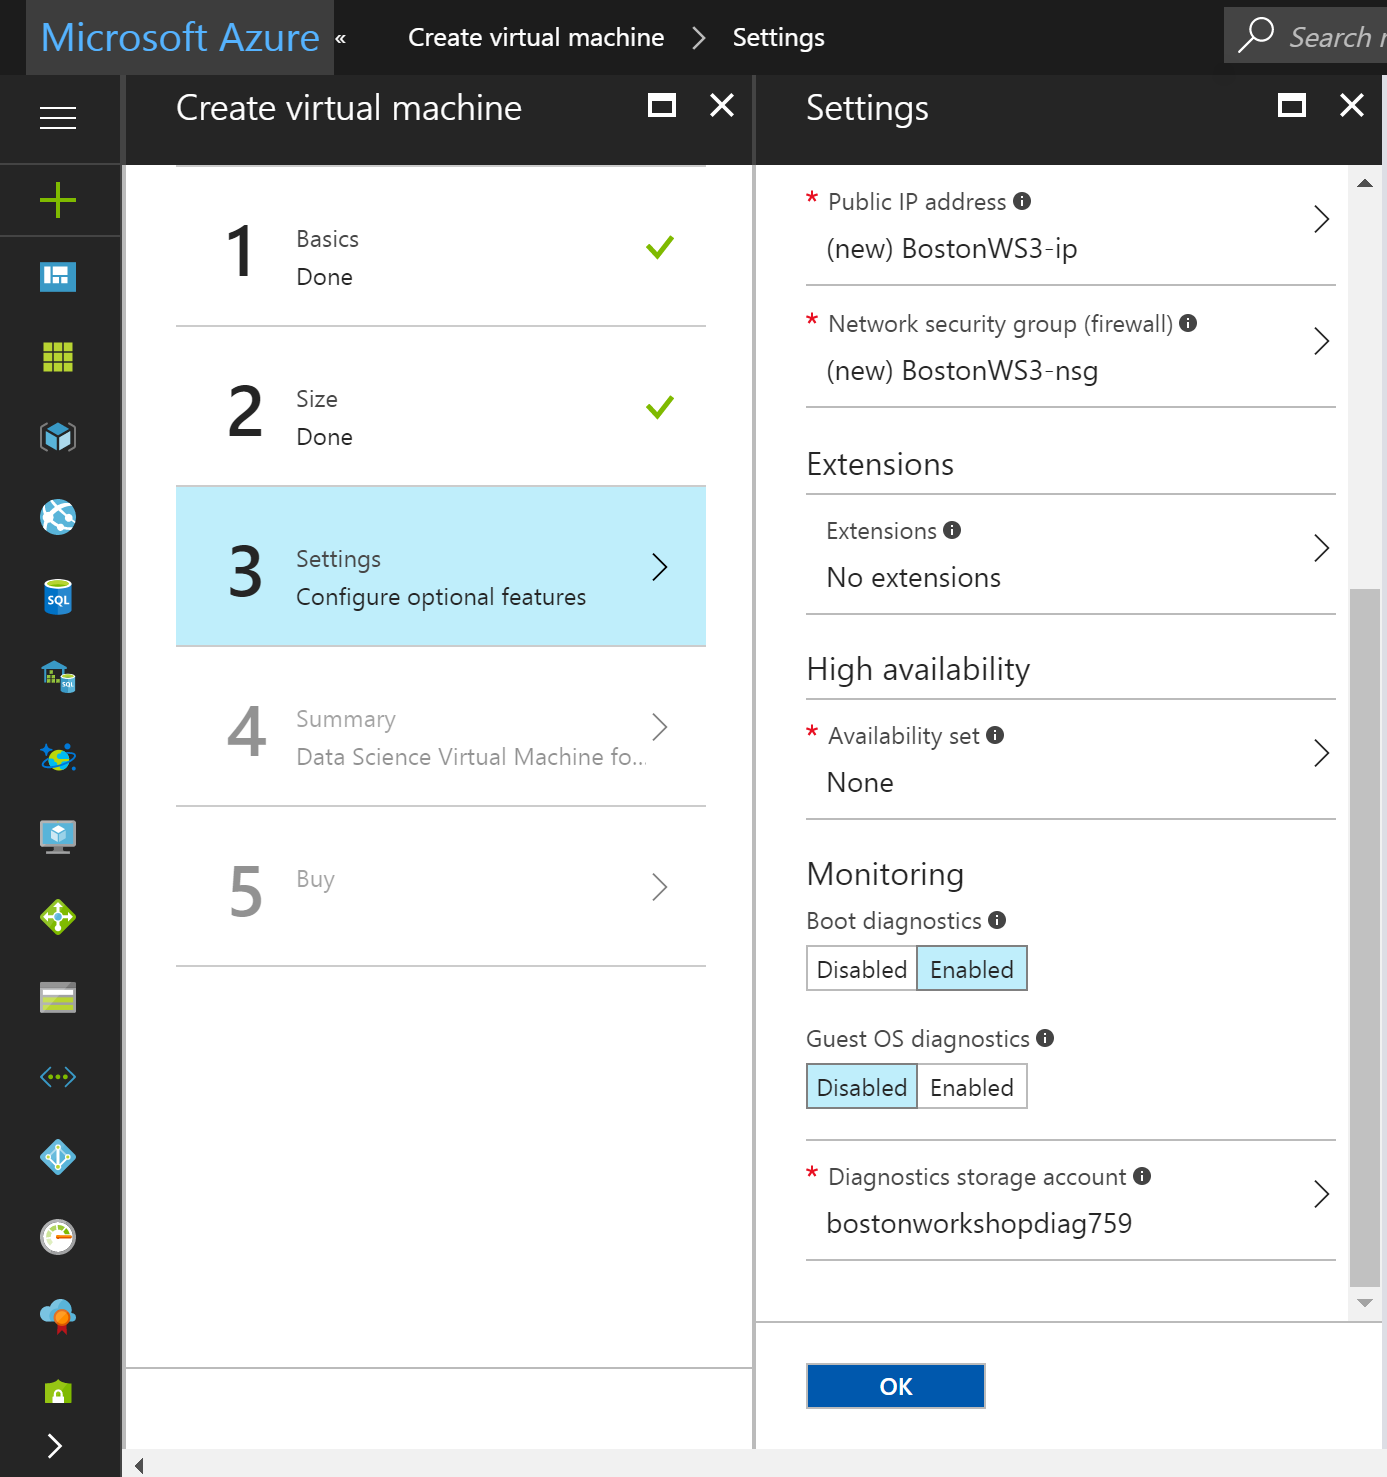 Microsoft Azure «
Create virtual machine > Settings
Search r
Create virtual machine
1
Basics
Done
2
Size
Done
3
Settings
Configure optional features
4
Summary
Data Science Virtual Machine fo...
5
Buy
Settings
* Public IP address
(new) BostonWS3-ip
* Network security group (firewall)
(new) BostonWS3-nsg
Extensions
Extensions
No extensions
High availability
* Availability set
None
Monitoring
Boot diagnostics
Disabled Enabled
Guest OS diagnostics
Disabled Enabled
* Diagnostics storage account
bostonworkshopdiag759
OK
SQL
SQL